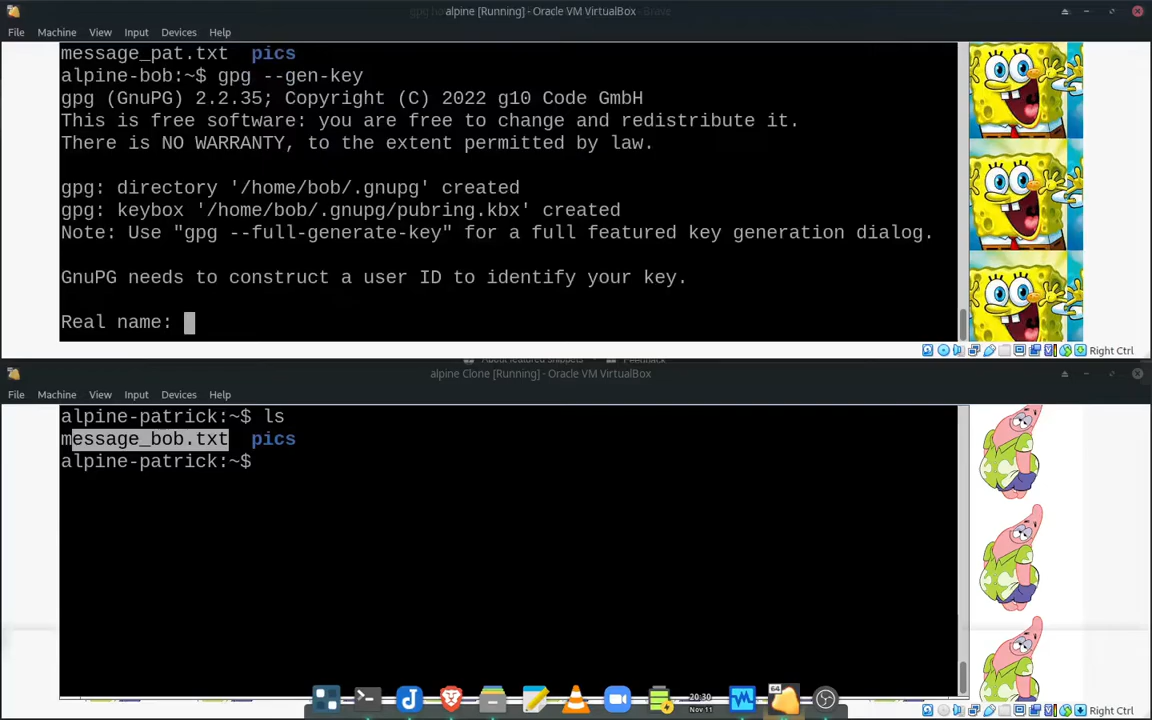 alpine [Running] - Oracle VM VirtualBox
File Machine View Input Devices Help
message_pat.txt pics
alpine-bob:~$ gpg --gen-key
gpg (GnuPG) 2.2.35; Copyright (C) 2022 g10 Code GmbH
This is free software: you are free to change and redistribute it.
There is NO WARRANTY, to the extent permitted by law.
gpg: directory '/home/bob/.gnupg' created
gpg: keybox '/home/bob/.gnupg/pubring.kbx' created
Note: Use "gpg --full-generate-key" for a full featured key generation dialog.
GnuPG needs to construct a user ID to identify your key.
Real name:
Right Ctrl
alpine Clone [Running] - Oracle VM VirtualBox
File Machine View Input Devices Help
alpine-patrick:~$ ls
message_bob.txt pics
alpine-patrick:~$
64
20:30
Nov 11
Right Ctrl